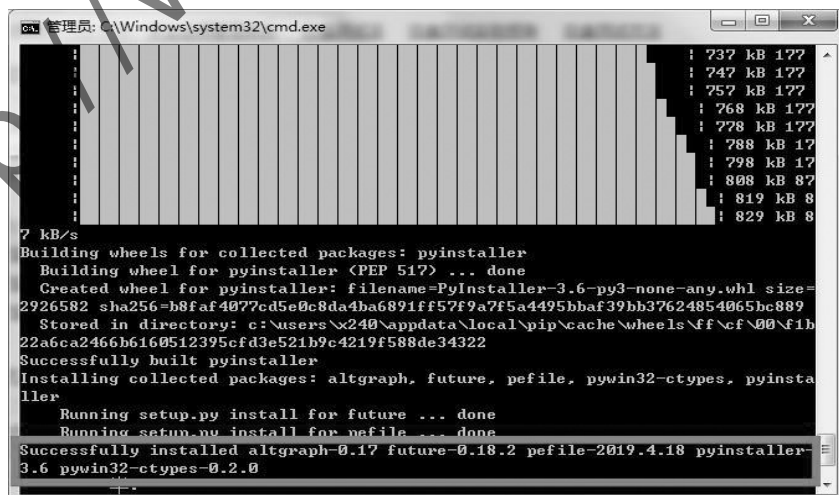 管理员: C:\Windows\system32\cmd.exe
| 737 kB 177
| 747 kB 177
| 757 kB 177
| 768 kB 177
| 778 kB 177
| 788 kB 17
| 798 kB 17
| 808 kB 87
| 819 kB 8
| 829 kB 8
7 kB/s
Building wheels for collected packages: pyinstaller
Building wheel for pyinstaller (PEP 517) ... done
Created wheel for pyinstaller: filename=PyInstaller-3.6-py3-none-any.whl size=
2926582 sha256=b8faf4077cd5e0c8da4ba6891ff57f9a7f5a4495bbaf39bb37624854065bc889
Stored in directory: c:\users\x240\appdata\local\pip\cache\wheels\ff\cf\00\f1b
22a6ca2466b6160512395cfd3e521b9c4219f588de34322
Successfully built pyinstaller
Installing collected packages: altgraph, future, pefile, pywin32-ctypes, pyinsta
ller
Running setup.py install for future ... done
Running setup.py install for pefile ... done
Successfully installed altgraph-0.17 future-0.18.2 pefile-2019.4.18 pyinstaller-
3.6 pywin32-ctypes-0.2.0